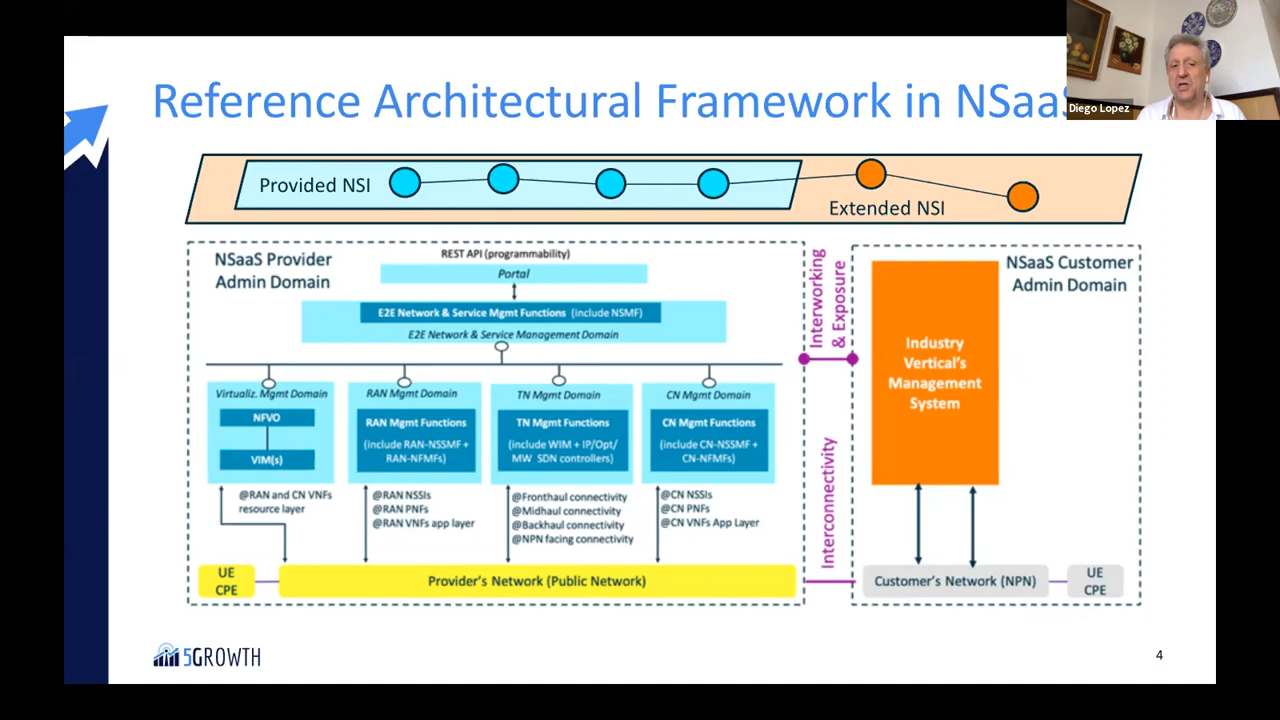 Reference Architectural Framework in NSaaS
Diego Lopez
Provided NSI
Extended NSI
NSaaS Provider
Admin Domain
REST API (programmability)
Portal
E2E Network & Service Mgmt Functions (include NSMF)
E2E Network & Service Management Domain
Virtualiz. Mgmt Domain
NFVO
VIM(s)
@RAN and CN VNFs
resource layer
RAN Mgmt Domain
RAN Mgmt Functions
(include RAN-NSSMF +
RAN-NFMFs)
@RAN NSSIs
@RAN PNFs
@RAN VNFs app layer
TN Mgmt Domain
TN Mgmt Functions
(include WIM + IP/Opt/
MW SDN controllers)
@Fronthaul connectivity
@Midhaul connectivity
@Backhaul connectivity
@NPN facing connectivity
CN Mgmt Domain
CN Mgmt Functions
(include CN-NSSMF +
CN-NFMFs)
@CN NSSIs
@CN PNFs
@CN VNFs App Layer
UE
CPE
Provider's Network (Public Network)
Interworking
& Exposure
Interconnectivity
NSaaS Customer
Admin Domain
Industry
Vertical's
Management
System
Customer's Network (NPN)
UE
CPE
5GROWTH
4